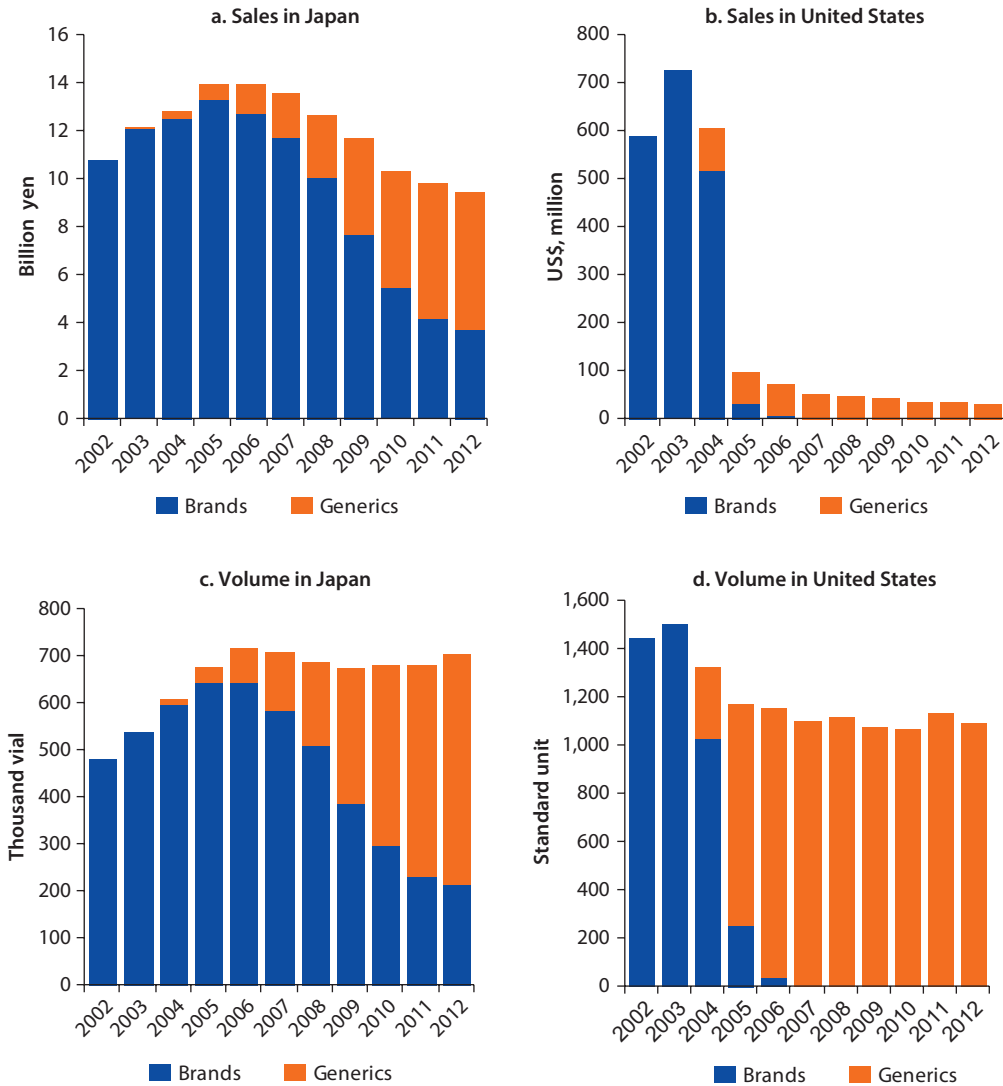 a. Sales in Japan
Billion yen
16
14
12
10
8
6
4
2
0
2002 2003 2004 2005 2006 2007 2008 2009 2010 2011 2012
Brands Generics
b. Sales in United States
US$, million
800
700
600
500
400
300
200
100
0
2002 2003 2004 2005 2006 2007 2008 2009 2010 2011 2012
Brands Generics
c. Volume in Japan
Thousand vial
800
700
600
500
400
300
200
100
0
2002 2003 2004 2005 2006 2007 2008 2009 2010 2011 2012
Brands Generics
d. Volume in United States
Standard unit
1,600
1,400
1,200
1,000
800
600
400
200
0
2002 2003 2004 2005 2006 2007 2008 2009 2010 2011 2012
Brands Generics